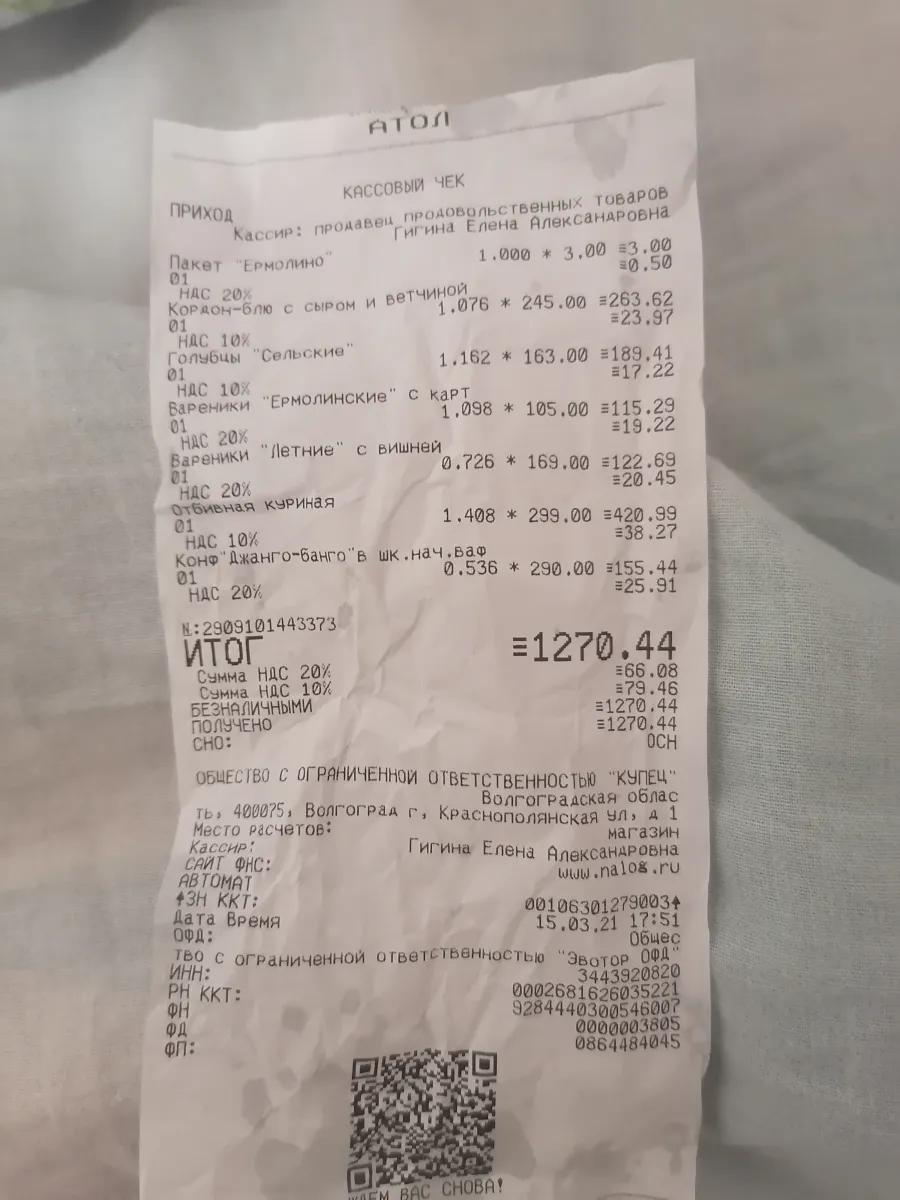 АТОЛ
КАССОВЫЙ ЧЕК
ПРИХОД
Кассир: продавец продовольственных товаров
Гигина Елена Александровна
Пакет "Ермолино" 1.000 * 3.00 ≡3.00
01 ≡0.50
НДС 20%
Кордон-блю с сыром и ветчиной
1.076 * 245.00 ≡263.62
01 ≡23.97
НДС 10%
Голубцы "Сельские" 1.162 * 163.00 ≡189.41
01 ≡17.22
НДС 10%
Вареники "Ермолинские" с карт
1.098 * 105.00 ≡115.29
01 ≡19.22
НДС 20%
Вареники "Летние" с вишней
0.726 * 169.00 ≡122.69
01 ≡20.45
НДС 20%
Отбивная куриная 1.408 * 299.00 ≡420.99
01 ≡38.27
НДС 10%
Конф"Джанго-банго"в шк.нач.ваф
0.536 * 290.00 ≡155.44
01 ≡25.91
НДС 20%
№:2909101443373
ИТОГ ≡1270.44
Сумма НДС 20% ≡66.08
Сумма НДС 10% ≡79.46
БЕЗНАЛИЧНЫМИ ≡1270.44
ПОЛУЧЕНО ≡1270.44
СНО: ОСН
ОБЩЕСТВО С ОГРАНИЧЕННОЙ ОТВЕТСТВЕННОСТЬЮ "КУПЕЦ"
Волгоградская облас
ть, 400075, Волгоград г, Краснополянская ул, д 1
Место расчетов: магазин
Кассир: Гигина Елена Александровна
САЙТ ФНС: www.nalog.ru
АВТОМАТ
↑ЗН ККТ: 00106301279003↑
Дата Время 15.03.21 17:51
ОФД: Общес
тво с ограниченной ответственностью "Эвотор ОФД"
ИНН: 3443920820
РН ККТ: 0002681626035221
ФН 9284440300546007
ФД 0000003805
ФП: 0864484045
ЖДЕМ ВАС СНОВА!